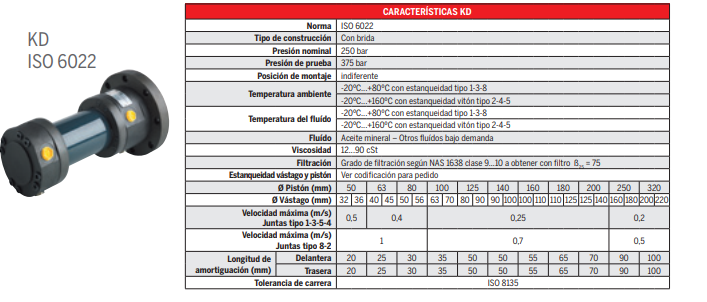 KD
ISO 6022
CARACTERÍSTICAS KD
Norma ISO 6022
Tipo de construcción Con brida
Presión nominal 250 bar
Presión de prueba 375 bar
Posición de montaje indiferente
Temperatura ambiente -20°C...+80°C con estanqueidad tipo 1-3-8
-20°C...+160°C con estanqueidad vitón tipo 2-4-5
Temperatura del fluído -20°C...+80°C con estanqueidad tipo 1-3-8
-20°C...+160°C con estanqueidad vitón tipo 2-4-5
Fluído Aceite mineral – Otros fluídos bajo demanda
Viscosidad 12...90 cSt
Filtración Grado de filtración según NAS 1638 clase 9...10 a obtener con filtro ß = 75
Estanqueidad vástago y pistón Ver codificación para pedido
Ø Pistón (mm) 50 63 80 100 125 140 160 180 200 250 320
Ø Vástago (mm) 32 36 40 45 50 56 63 70 80 90 90 100 100 110 110 125 125 140 160 180 200 220
Velocidad máxima (m/s)
Juntas tipo 1-3-5-4 0,5 0,4 0,25 0,2
Velocidad máxima (m/s)
Juntas tipo 8-2 1 0,7 0,5
Longitud de amortiguación (mm) Delantera 20 25 30 35 50 50 55 65 70 90 100
Trasera 20 25 30 35 50 50 55 65 70 90 100
Tolerancia de carrera ISO 8135